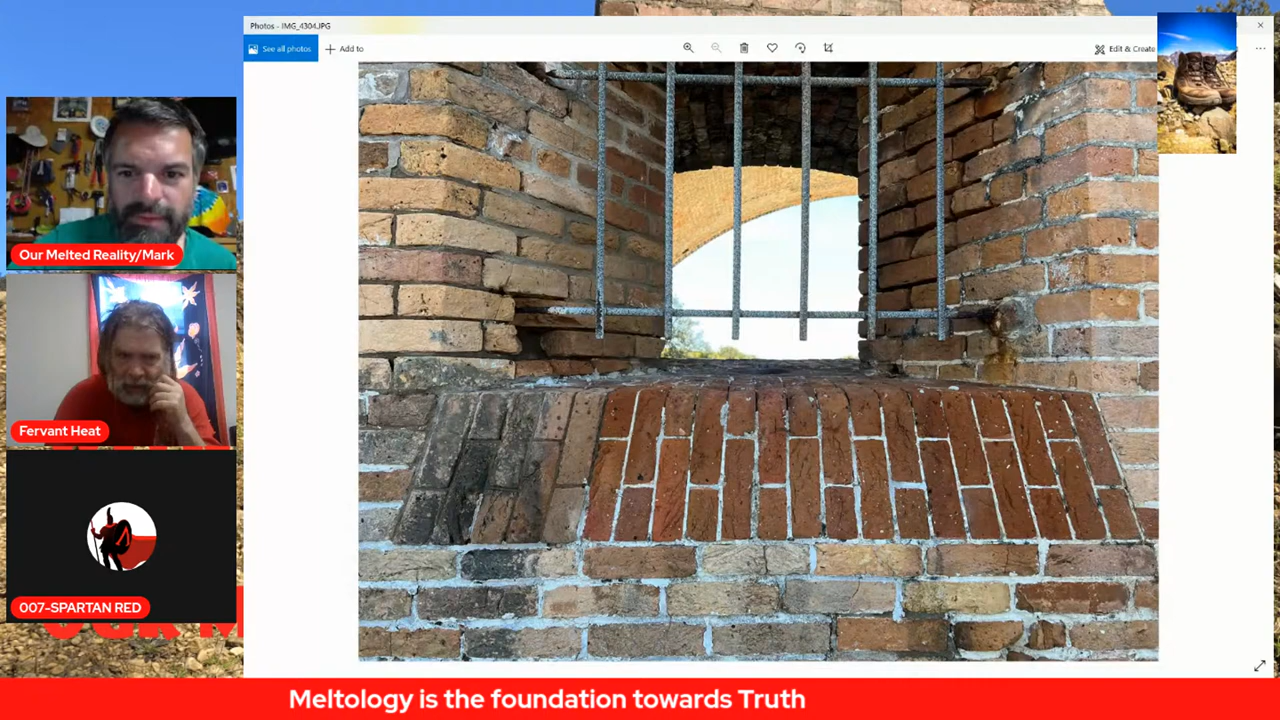 Photos - IMG_4304.JPG
See all photos
Add to
Edit & Create
Our Melted Reality/Mark
Fervant Heat
007-SPARTAN RED
Meltology is the foundation towards Truth